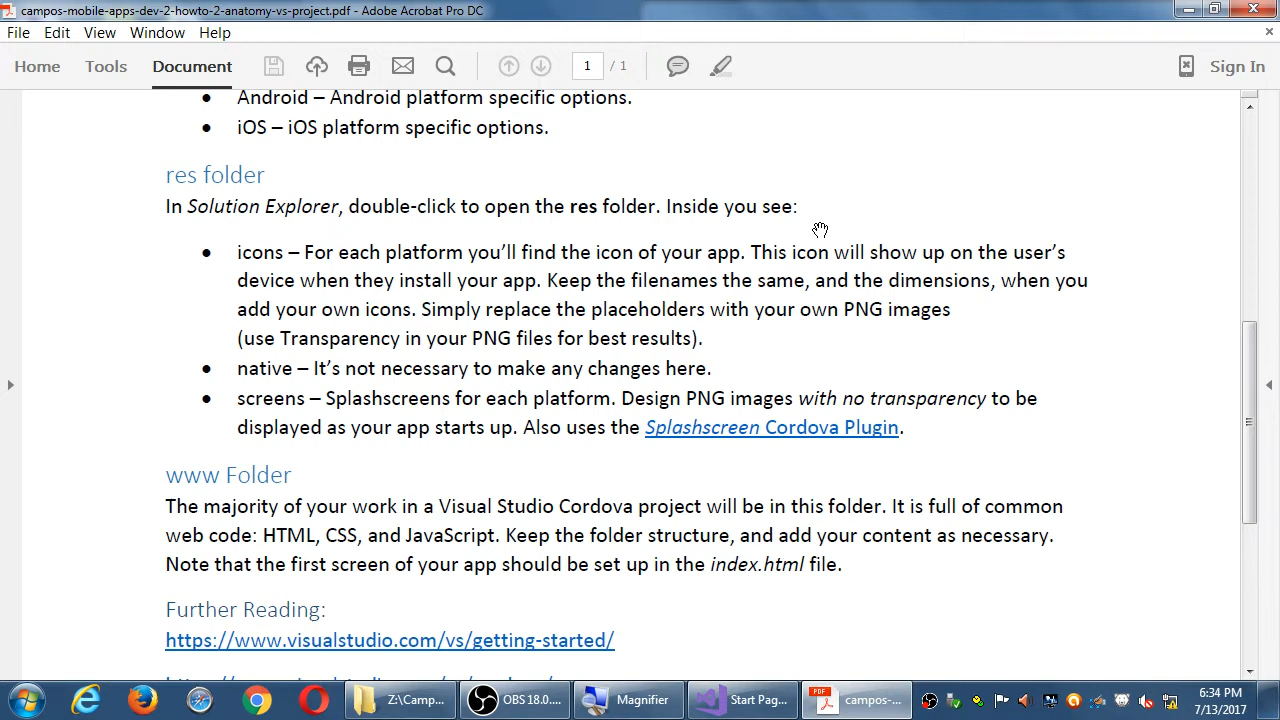 campos-mobile-apps-dev-2-howto-2-anatomy-vs-project.pdf - Adobe Acrobat Pro DC
File Edit View Window Help
Home Tools Document 1 / 1 Sign In
• Android – Android platform specific options.
• iOS – iOS platform specific options.
res folder
In Solution Explorer, double-click to open the res folder. Inside you see:
• icons – For each platform you’ll find the icon of your app. This icon will show up on the user’s
device when they install your app. Keep the filenames the same, and the dimensions, when you
add your own icons. Simply replace the placeholders with your own PNG images
(use Transparency in your PNG files for best results).
• native – It’s not necessary to make any changes here.
• screens – Splashscreens for each platform. Design PNG images with no transparency to be
displayed as your app starts up. Also uses the Splashscreen Cordova Plugin.
www Folder
The majority of your work in a Visual Studio Cordova project will be in this folder. It is full of common
web code: HTML, CSS, and JavaScript. Keep the folder structure, and add your content as necessary.
Note that the first screen of your app should be set up in the index.html file.
Further Reading:
https://www.visualstudio.com/vs/getting-started/
Z:\Camp... OBS 18.0.... Magnifier Start Pag... PDF campos-... 6:34 PM
7/13/2017